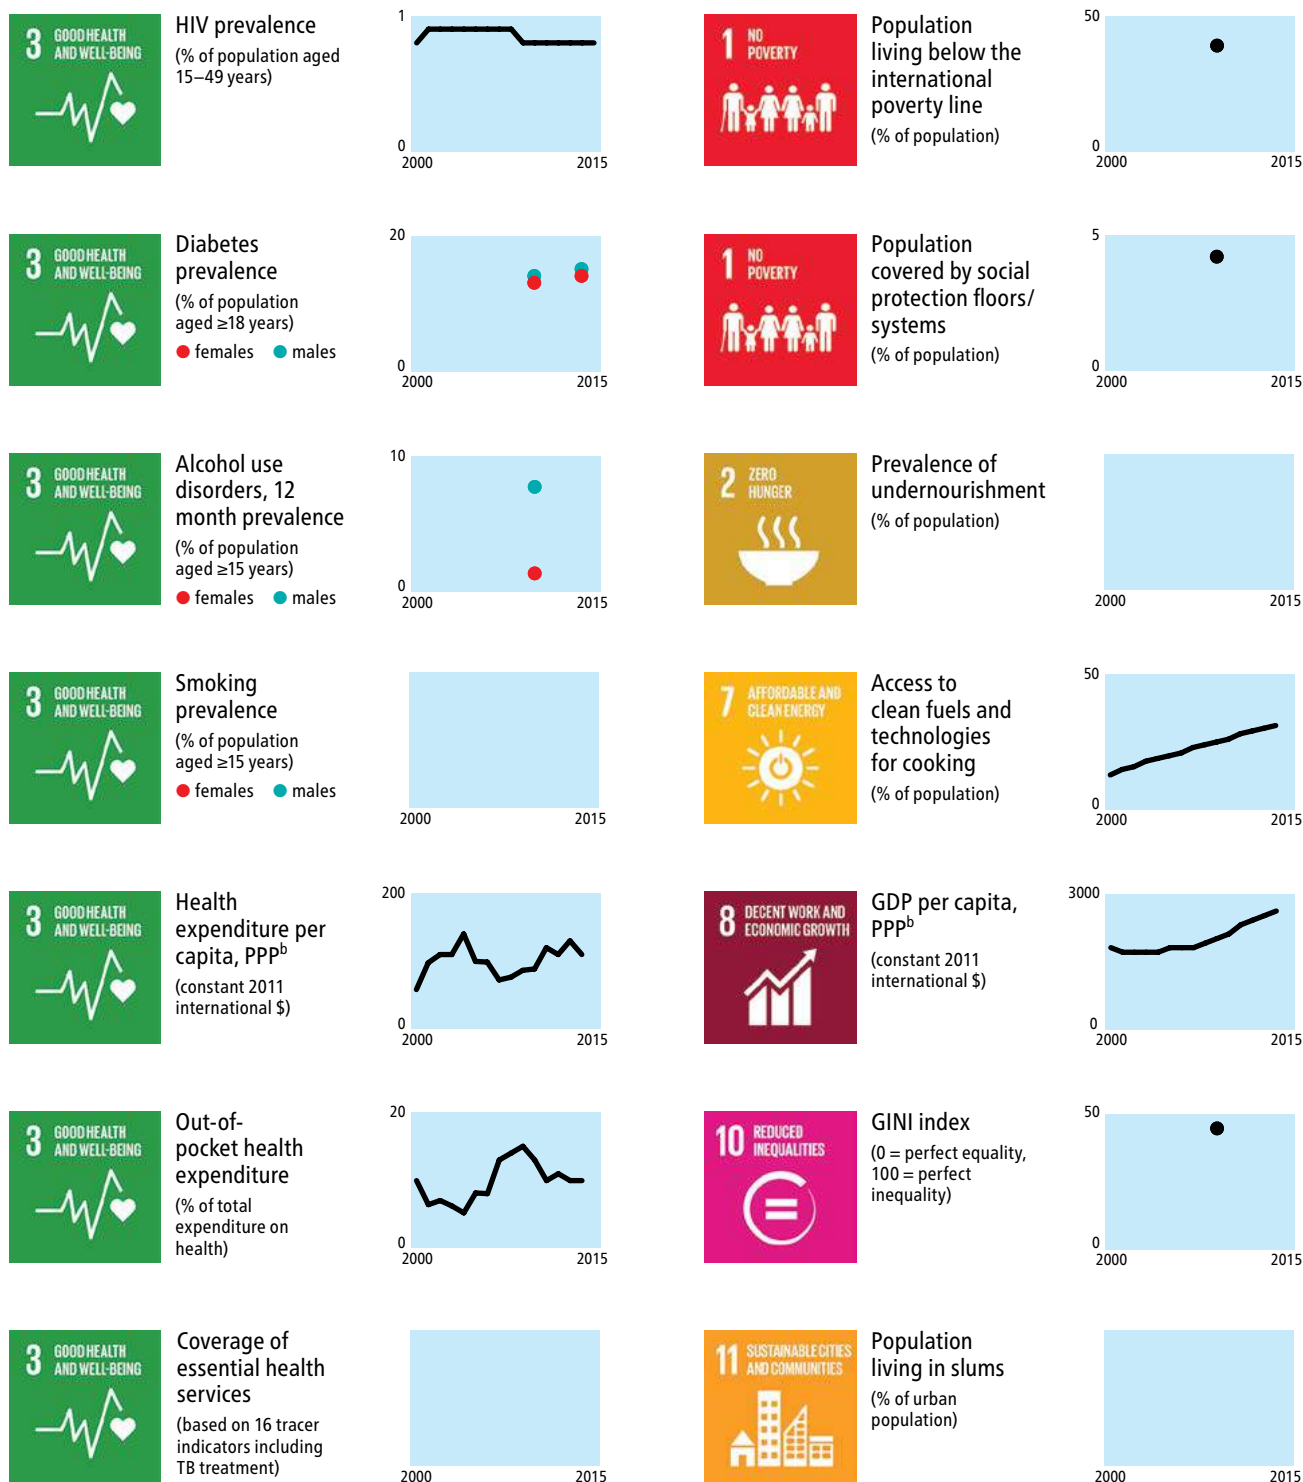 3 GOOD HEALTH
AND WELL-BEING
HIV prevalence
(% of population aged
15–49 years)
1
0
2000 2015
3 GOOD HEALTH
AND WELL-BEING
Diabetes
prevalence
(% of population
aged ≥18 years)
females males
20
0
2000 2015
3 GOOD HEALTH
AND WELL-BEING
Alcohol use
disorders, 12
month prevalence
(% of population
aged ≥15 years)
females males
10
0
2000 2015
3 GOOD HEALTH
AND WELL-BEING
Smoking
prevalence
(% of population
aged ≥15 years)
females males
2000 2015
3 GOOD HEALTH
AND WELL-BEING
Health
expenditure per
capita, PPPᵇ
(constant 2011
international $)
200
0
2000 2015
3 GOOD HEALTH
AND WELL-BEING
Out-of-
pocket health
expenditure
(% of total
expenditure on
health)
20
0
2000 2015
3 GOOD HEALTH
AND WELL-BEING
Coverage of
essential health
services
(based on 16 tracer
indicators including
TB treatment)
2000 2015
1 NO
POVERTY
Population
living below the
international
poverty line
(% of population)
50
0
2000 2015
1 NO
POVERTY
Population
covered by social
protection floors/
systems
(% of population)
5
0
2000 2015
2 ZERO
HUNGER
Prevalence of
undernourishment
(% of population)
2000 2015
7 AFFORDABLE AND
CLEAN ENERGY
Access to
clean fuels and
technologies
for cooking
(% of population)
50
0
2000 2015
8 DECENT WORK AND
ECONOMIC GROWTH
GDP per capita,
PPPᵇ
(constant 2011
international $)
3000
0
2000 2015
10 REDUCED
INEQUALITIES
GINI index
(0 = perfect equality,
100 = perfect
inequality)
50
0
2000 2015
11 SUSTAINABLE CITIES
AND COMMUNITIES
Population
living in slums
(% of urban
population)
2000 2015